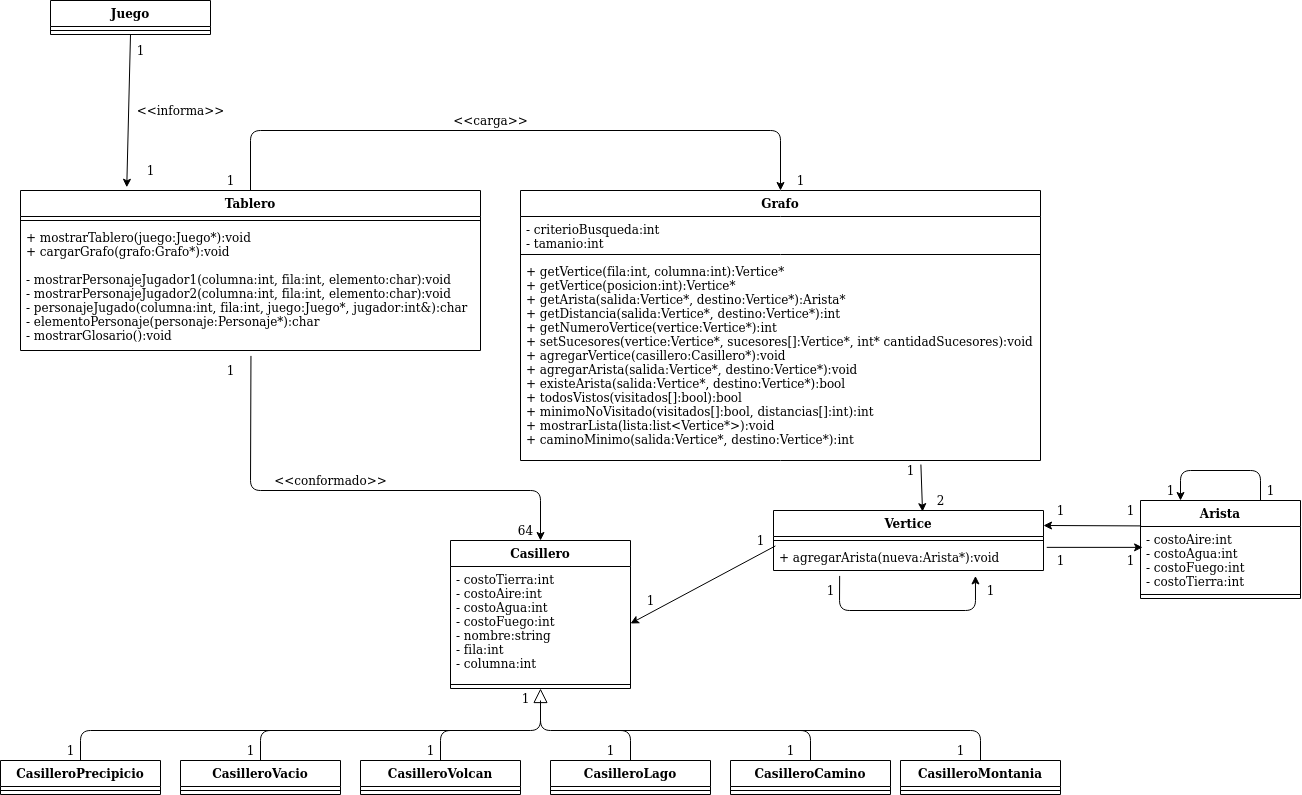 Juego
1
<<informa>>
1
<<carga>>
1
1
Tablero
+ mostrarTablero(juego:Juego*):void
+ cargarGrafo(grafo:Grafo*):void
- mostrarPersonajeJugador1(columna:int, fila:int, elemento:char):void
- mostrarPersonajeJugador2(columna:int, fila:int, elemento:char):void
- personajeJugado(columna:int, fila:int, juego:Juego*, jugador:int&):char
- elementoPersonaje(personaje:Personaje*):char
- mostrarGlosario():void
Grafo
- criterioBusqueda:int
- tamanio:int
+ getVertice(fila:int, columna:int):Vertice*
+ getVertice(posicion:int):Vertice*
+ getArista(salida:Vertice*, destino:Vertice*):Arista*
+ getDistancia(salida:Vertice*, destino:Vertice*):int
+ getNumeroVertice(vertice:Vertice*):int
+ setSucesores(vertice:Vertice*, sucesores[]:Vertice*, int* cantidadSucesores):void
+ agregarVertice(casillero:Casillero*):void
+ agregarArista(salida:Vertice*, destino:Vertice*):void
+ existeArista(salida:Vertice*, destino:Vertice*):bool
+ todosVistos(visitados[]:bool):bool
+ minimoNoVisitado(visitados[]:bool, distancias[]:int):int
+ mostrarLista(lista:list<Vertice*>):void
+ caminoMinimo(salida:Vertice*, destino:Vertice*):int
1
<<conformado>>
64
1
2
Vertice
+ agregarArista(nueva:Arista*):void
1
1
1
1
1
1
1
1
1
1
Arista
- costoAire:int
- costoAgua:int
- costoFuego:int
- costoTierra:int
Casillero
- costoTierra:int
- costoAire:int
- costoAgua:int
- costoFuego:int
- nombre:string
- fila:int
- columna:int
1
1
1
1
1
1
1
CasilleroPrecipicio
CasilleroVacio
CasilleroVolcan
CasilleroLago
CasilleroCamino
CasilleroMontania